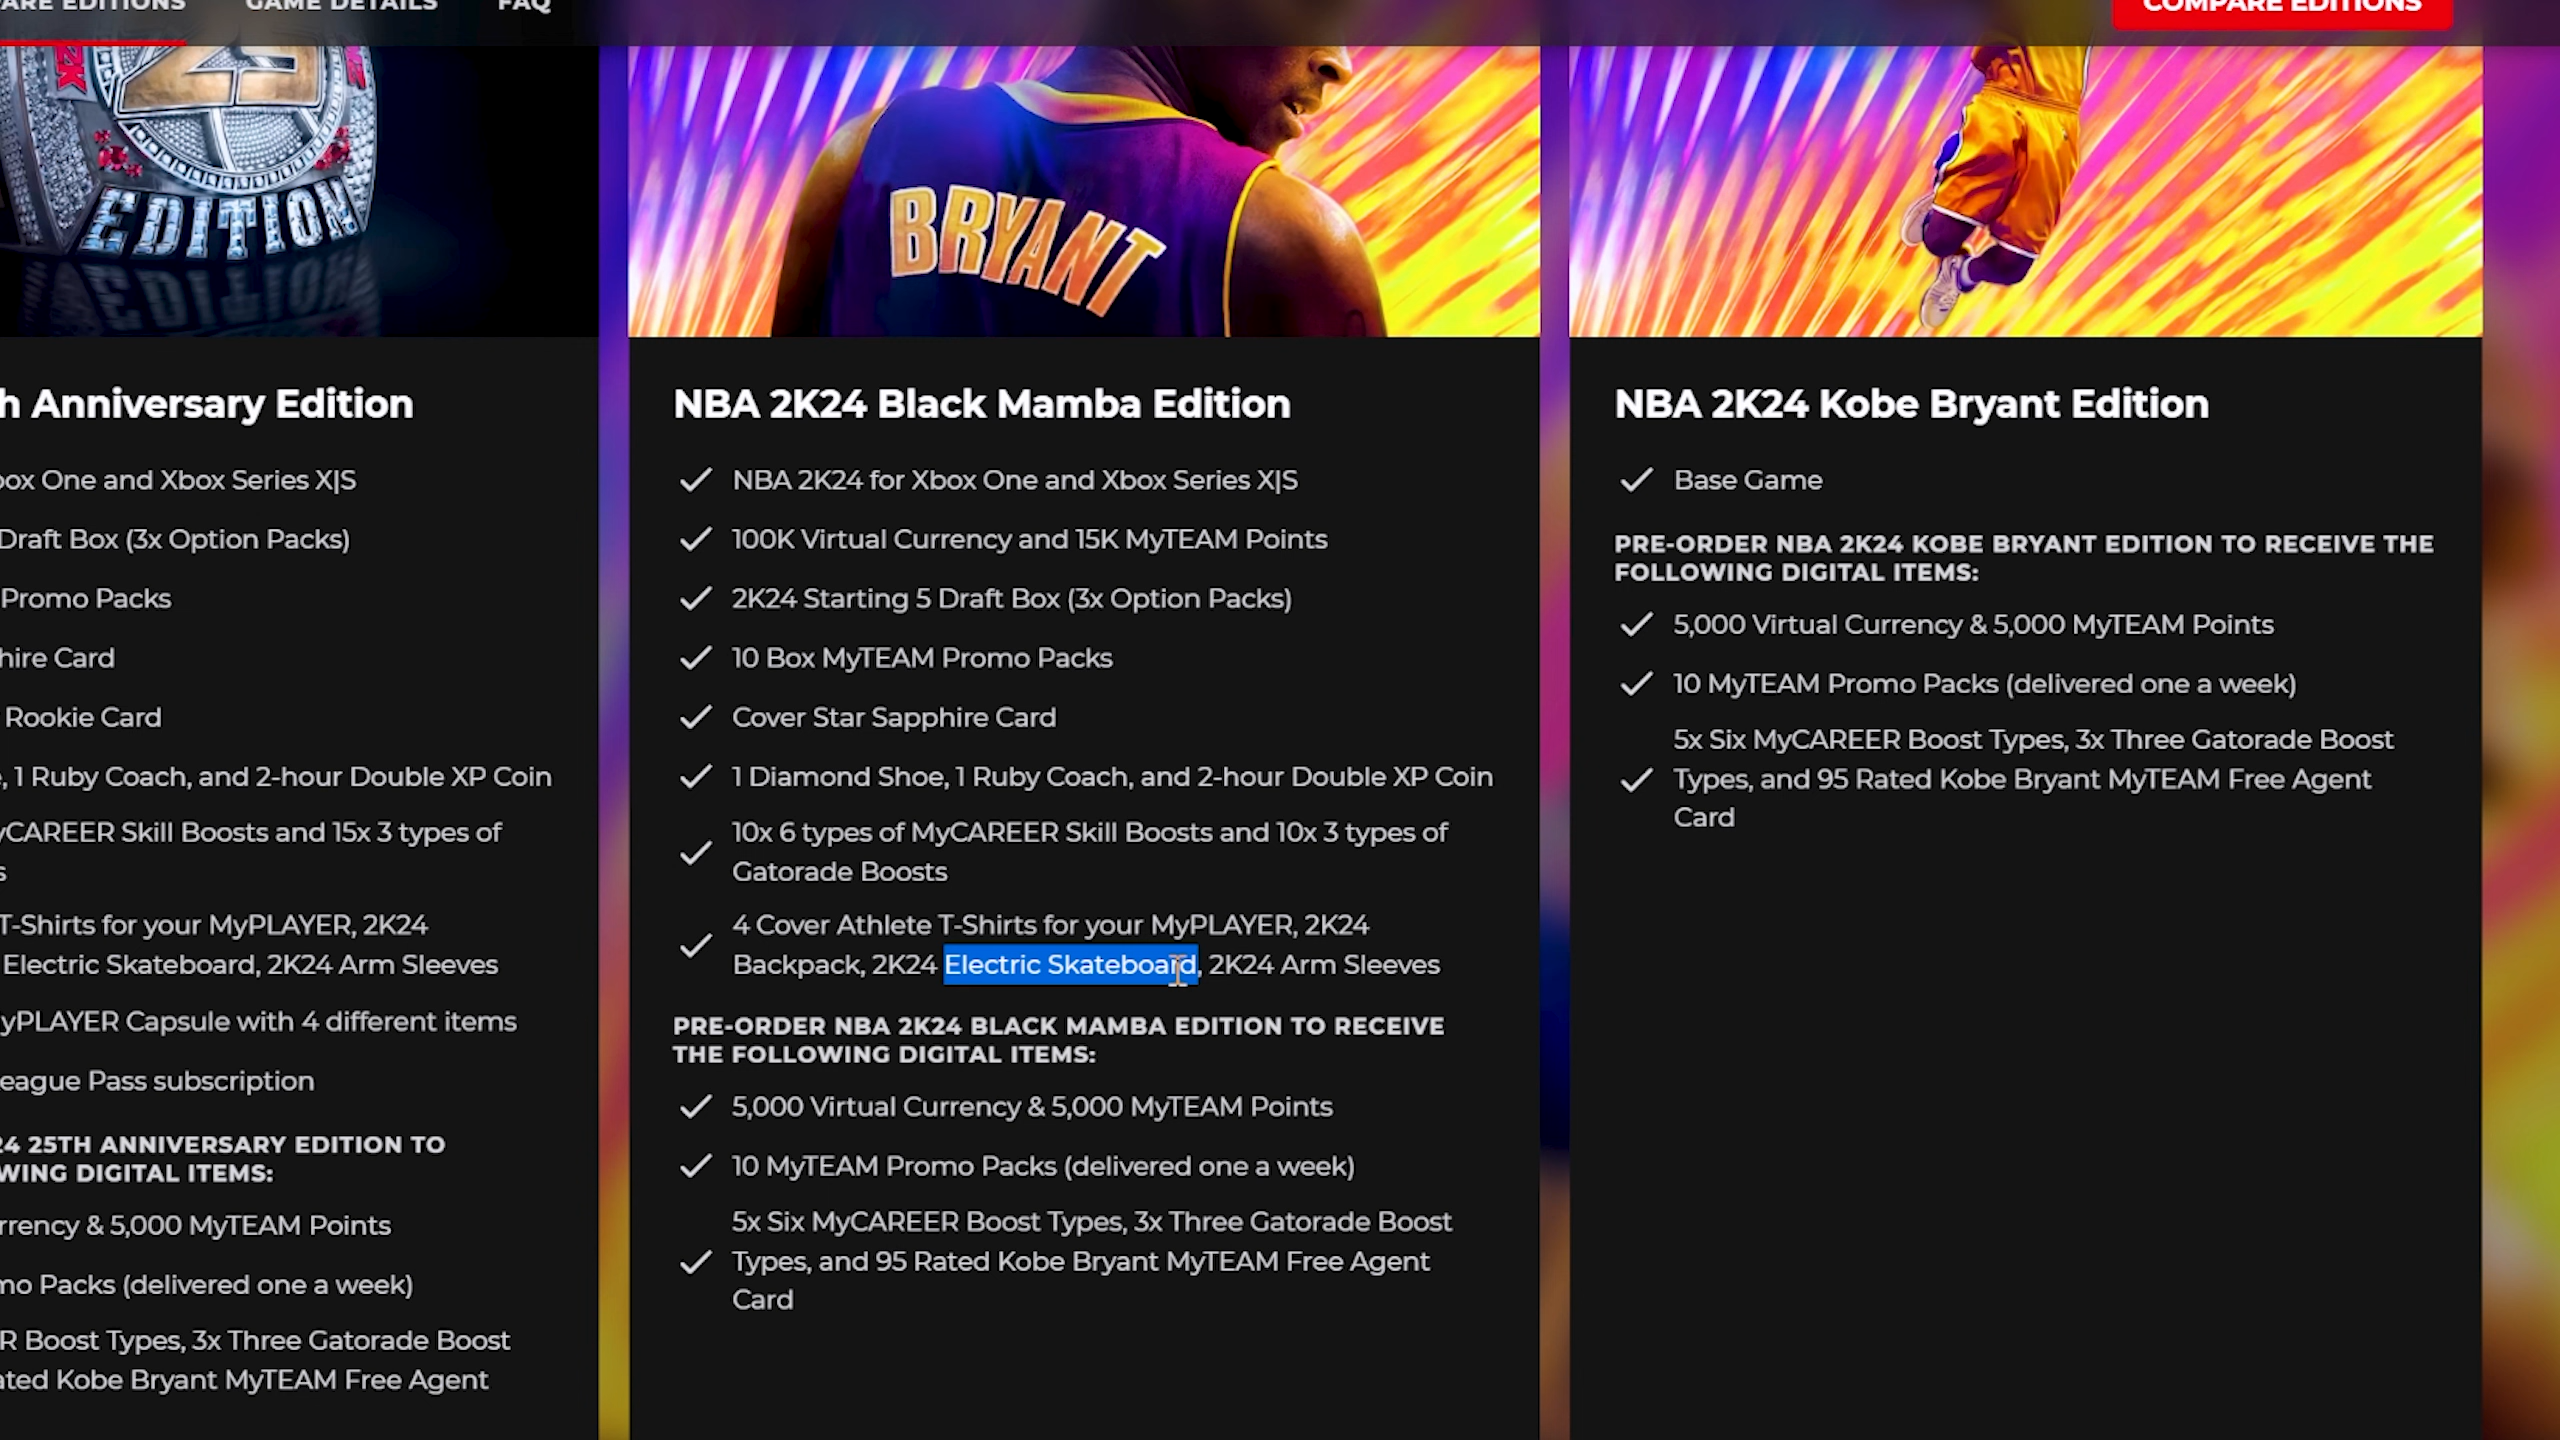 COMPARE EDITIONS
GAME DETAILS
FAQ
EDITION
BRYANT
Anniversary Edition
One and Xbox Series X|S
Draft Box (3x Option Packs)
Promo Packs
Card
Rookie Card
, 1 Ruby Coach, and 2-hour Double XP Coin
Skill Boosts and 15x 3 types of
T-Shirts for your MyPLAYER, 2K24
Electric Skateboard, 2K24 Arm Sleeves
Capsule with 4 different items
Pass subscription
25TH ANNIVERSARY EDITION TO
DIGITAL ITEMS:
& 5,000 MyTEAM Points
Packs (delivered one a week)
Boost Types, 3x Three Gatorade Boost
Kobe Bryant MyTEAM Free Agent
NBA 2K24 Black Mamba Edition
NBA 2K24 for Xbox One and Xbox Series X|S
100K Virtual Currency and 15K MyTEAM Points
2K24 Starting 5 Draft Box (3x Option Packs)
10 Box MyTEAM Promo Packs
Cover Star Sapphire Card
1 Diamond Shoe, 1 Ruby Coach, and 2-hour Double XP Coin
10x 6 types of MyCAREER Skill Boosts and 10x 3 types of
Gatorade Boosts
4 Cover Athlete T-Shirts for your MyPLAYER, 2K24
Backpack, 2K24 Electric Skateboard, 2K24 Arm Sleeves
PRE-ORDER NBA 2K24 BLACK MAMBA EDITION TO RECEIVE
THE FOLLOWING DIGITAL ITEMS:
5,000 Virtual Currency & 5,000 MyTEAM Points
10 MyTEAM Promo Packs (delivered one a week)
5x Six MyCAREER Boost Types, 3x Three Gatorade Boost
Types, and 95 Rated Kobe Bryant MyTEAM Free Agent
Card
NBA 2K24 Kobe Bryant Edition
Base Game
PRE-ORDER NBA 2K24 KOBE BRYANT EDITION TO RECEIVE THE
FOLLOWING DIGITAL ITEMS:
5,000 Virtual Currency & 5,000 MyTEAM Points
10 MyTEAM Promo Packs (delivered one a week)
5x Six MyCAREER Boost Types, 3x Three Gatorade Boost
Types, and 95 Rated Kobe Bryant MyTEAM Free Agent
Card